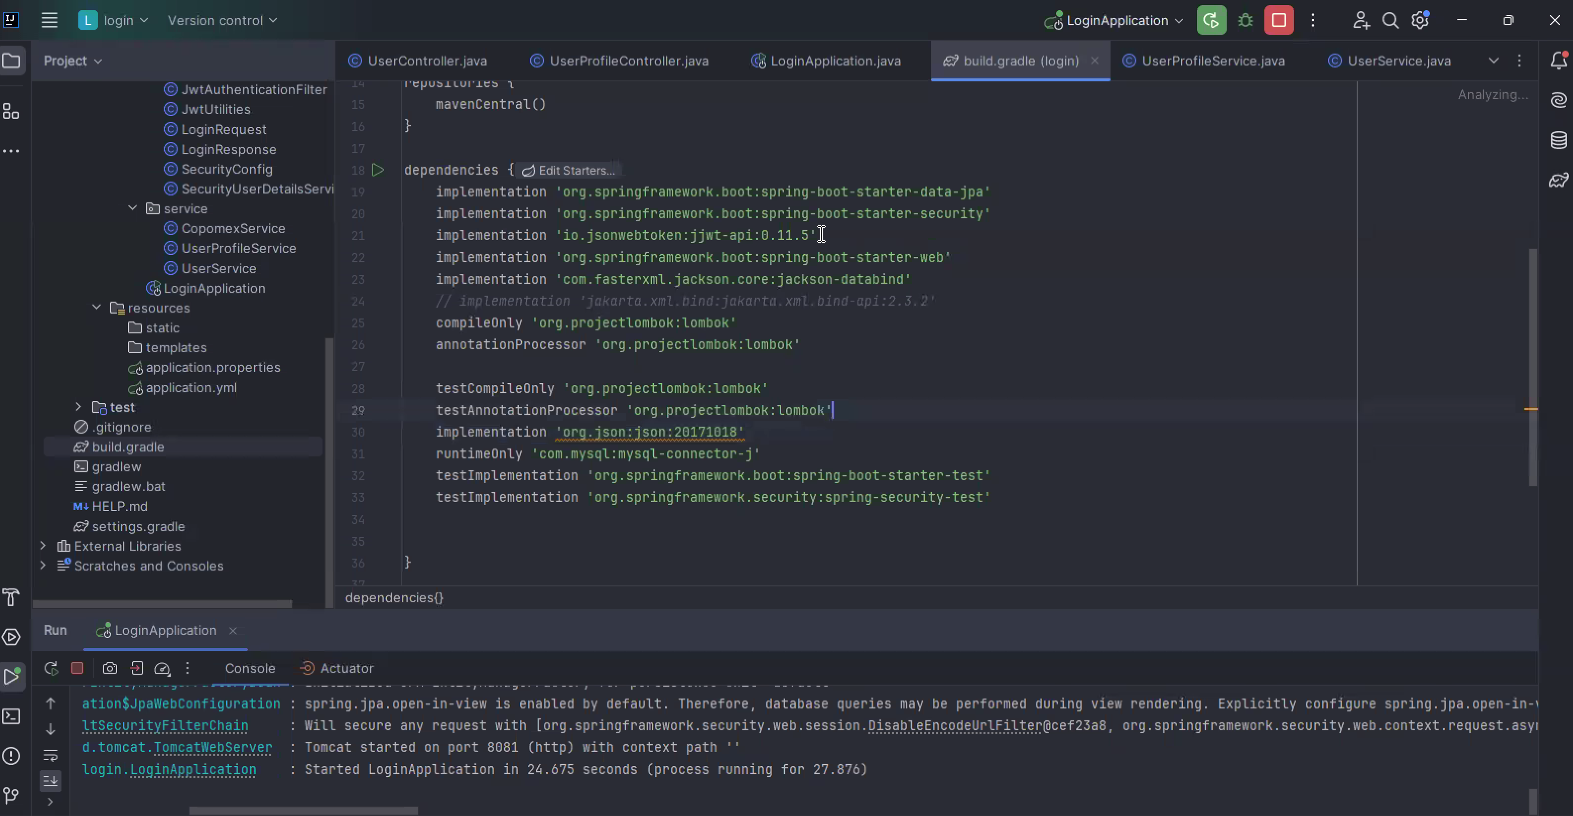 login
Version control
LoginApplication
Project
UserController.java
UserProfileController.java
LoginApplication.java
build.gradle (login)
UserProfileService.java
UserService.java
JwtAuthenticationFilter
JwtUtilities
LoginRequest
LoginResponse
SecurityConfig
SecurityUserDetailsServi
service
CopomexService
UserProfileService
UserService
LoginApplication
resources
static
templates
application.properties
application.yml
test
.gitignore
build.gradle
gradlew
gradlew.bat
HELP.md
settings.gradle
External Libraries
Scratches and Consoles
Analyzing...
14 repositories {
15 mavenCentral()
16 }
17
18 dependencies { Edit Starters...
19 implementation 'org.springframework.boot:spring-boot-starter-data-jpa'
20 implementation 'org.springframework.boot:spring-boot-starter-security'
21 implementation 'io.jsonwebtoken:jjwt-api:0.11.5'
22 implementation 'org.springframework.boot:spring-boot-starter-web'
23 implementation 'com.fasterxml.jackson.core:jackson-databind'
24 // implementation 'jakarta.xml.bind:jakarta.xml.bind-api:2.3.2'
25 compileOnly 'org.projectlombok:lombok'
26 annotationProcessor 'org.projectlombok:lombok'
27
28 testCompileOnly 'org.projectlombok:lombok'
29 testAnnotationProcessor 'org.projectlombok:lombok'
30 implementation 'org.json:json:20171018'
31 runtimeOnly 'com.mysql:mysql-connector-j'
32 testImplementation 'org.springframework.boot:spring-boot-starter-test'
33 testImplementation 'org.springframework.security:spring-security-test'
34
35
36 }
37
dependencies{}
Run
LoginApplication
Console
Actuator
ation$JpaWebConfiguration : spring.jpa.open-in-view is enabled by default. Therefore, database queries may be performed during view rendering. Explicitly configure spring.jpa.open-in-v
ltSecurityFilterChain : Will secure any request with [org.springframework.security.web.session.DisableEncodeUrlFilter@cef23a8, org.springframework.security.web.context.request.asyn
d.tomcat.TomcatWebServer : Tomcat started on port 8081 (http) with context path ''
login.LoginApplication : Started LoginApplication in 24.675 seconds (process running for 27.876)